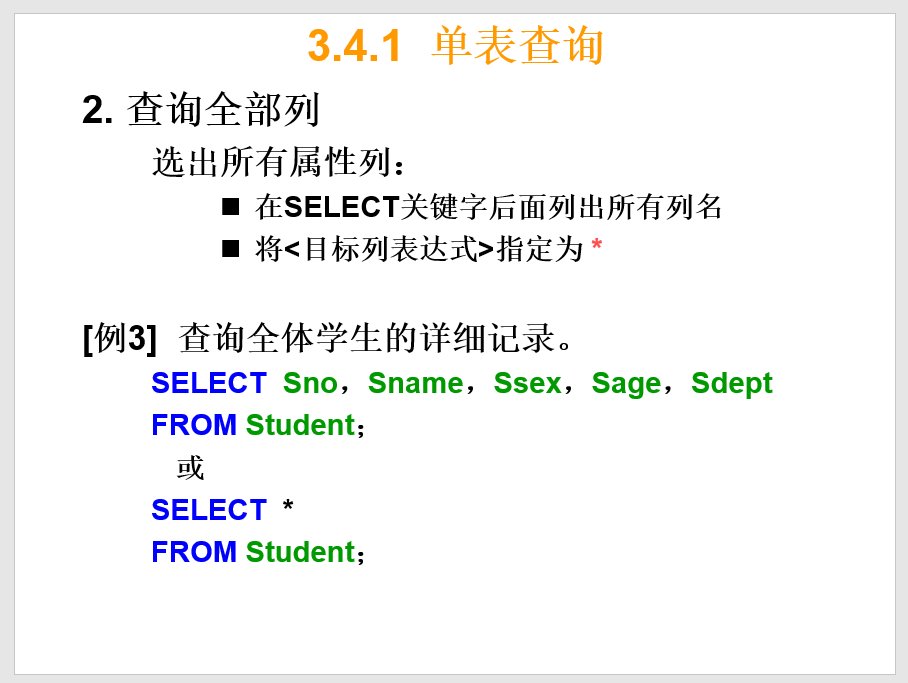 3.4.1 单表查询
2. 查询全部列
选出所有属性列：
■ 在SELECT关键字后面列出所有列名
■ 将<目标列表达式>指定为 *
[例3] 查询全体学生的详细记录。
SELECT Sno，Sname，Ssex，Sage，Sdept
FROM Student；
或
SELECT *
FROM Student；